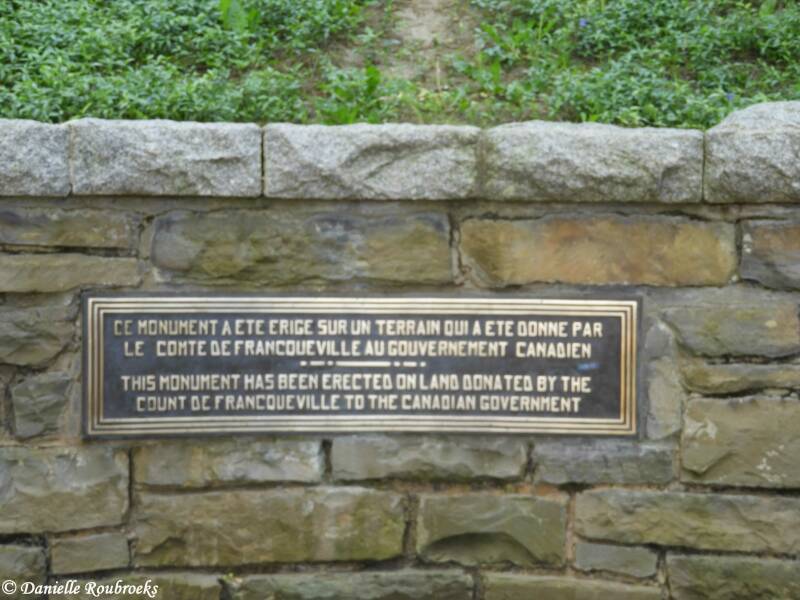 CE MONUMENT A ETE ERIGE SUR UN TERRAIN QUI A ETE DONNE PAR
LE COMTE DE FRANCQUEVILLE AU GOUVERNEMENT CANADIEN
THIS MONUMENT HAS BEEN ERECTED ON LAND DONATED BY THE
COUNT DE FRANCQUEVILLE TO THE CANADIAN GOVERNMENT
© Danielle Roubroeks